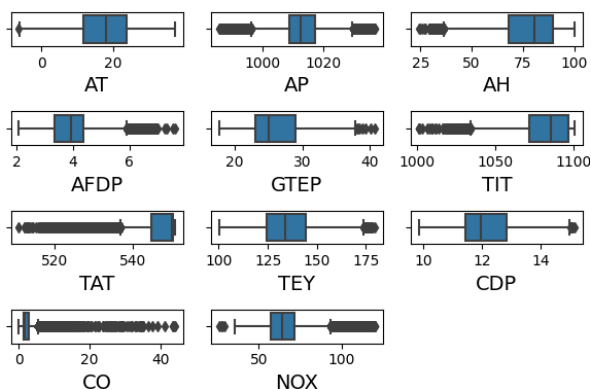 0 20
AT
1000 1020
AP
25 50 75 100
AH
2 4 6
AFDP
20 30 40
GTEP
1000 1050 1100
TIT
520 540
TAT
100 125 150 175
TEY
10 12 14
CDP
0 20 40
CO
50 100
NOX